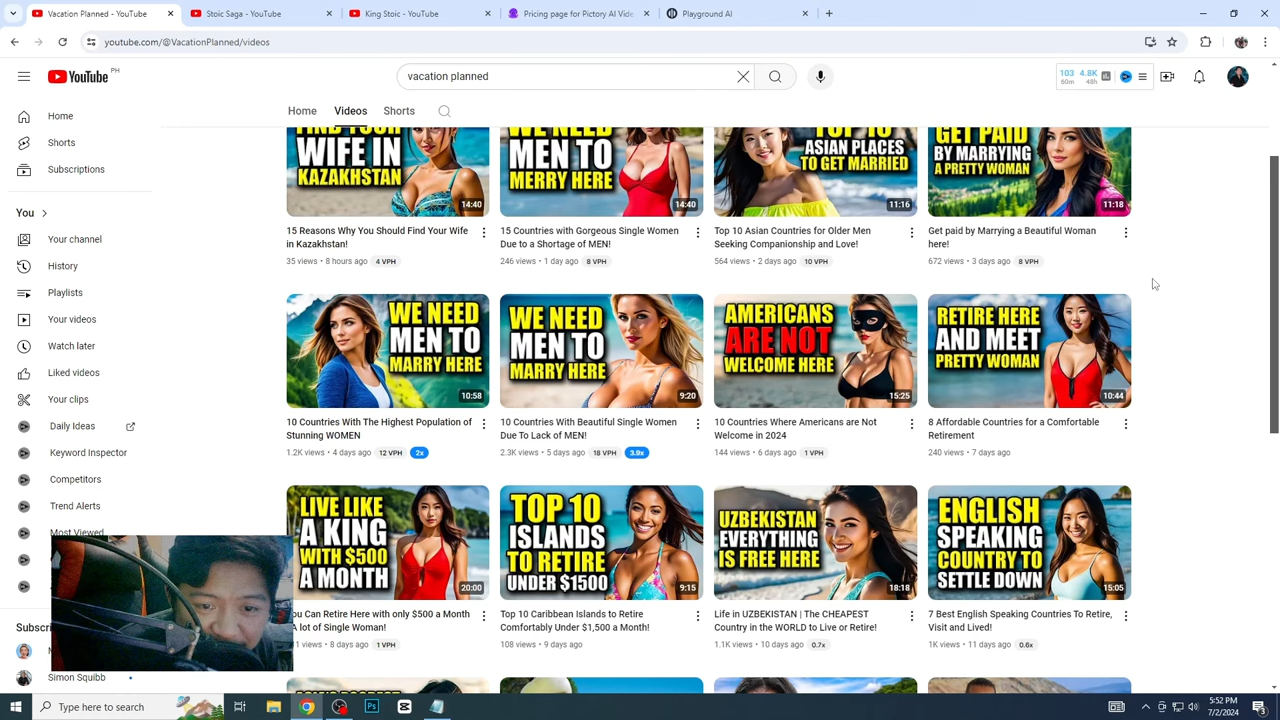 Vacation Planned - YouTube
Stoic Saga - YouTube
King Stoic - YouTube
Pricing page for Pictory AI Vide
Playground AI
youtube.com/@VacationPlanned/videos
YouTube PH
vacation planned
103 4.8K
60m 48h
Home Videos Shorts
Home
Shorts
Subscriptions
You
Your channel
History
Playlists
Your videos
Watch later
Liked videos
Your clips
Daily Ideas
Keyword Inspector
Competitors
Trend Alerts
Most Viewed
Simon Squibb
FIND YOUR
WIFE IN
KAZAKHSTAN
14:40
15 Reasons Why You Should Find Your Wife
in Kazakhstan!
35 views • 8 hours ago 4 VPH
WE NEED
MEN TO
MERRY HERE
14:40
15 Countries with Gorgeous Single Women
Due to a Shortage of MEN!
246 views • 1 day ago 8 VPH
TOP 10
ASIAN PLACES
TO GET MARRIED
11:16
Top 10 Asian Countries for Older Men
Seeking Companionship and Love!
564 views • 2 days ago 10 VPH
GET PAID
BY MARRYING
A PRETTY WOMAN
11:18
Get paid by Marrying a Beautiful Woman
here!
672 views • 3 days ago 8 VPH
WE NEED
MEN TO
MARRY HERE
10:58
10 Countries With The Highest Population of
Stunning WOMEN
1.2K views • 4 days ago 12 VPH 2x
WE NEED
MEN TO
MARRY HERE
9:20
10 Countries With Beautiful Single Women
Due To Lack of MEN!
2.3K views • 5 days ago 18 VPH 3.9x
AMERICANS
ARE NOT
WELCOME HERE
15:25
10 Countries Where Americans are Not
Welcome in 2024
144 views • 6 days ago 1 VPH
RETIRE HERE
AND MEET
PRETTY WOMAN
10:44
8 Affordable Countries for a Comfortable
Retirement
240 views • 7 days ago
LIVE LIKE
A KING
WITH $500
A MONTH
20:00
ou Can Retire Here with only $500 a Month
A lot of Single Woman!
1 views • 8 days ago 1 VPH
TOP 10
ISLANDS
TO RETIRE
UNDER $1500
9:15
Top 10 Caribbean Islands to Retire
Comfortably Under $1,500 a Month!
108 views • 9 days ago
UZBEKISTAN
EVERYTHING
IS FREE HERE
18:18
Life in UZBEKISTAN | The CHEAPEST
Country in the WORLD to Live or Retire!
1.1K views • 10 days ago 0.7x
ENGLISH
SPEAKING
COUNTRY TO
SETTLE DOWN
15:05
7 Best English Speaking Countries To Retire,
Visit and Lived!
1K views • 11 days ago 0.6x
Type here to search
5:52 PM
7/2/2024